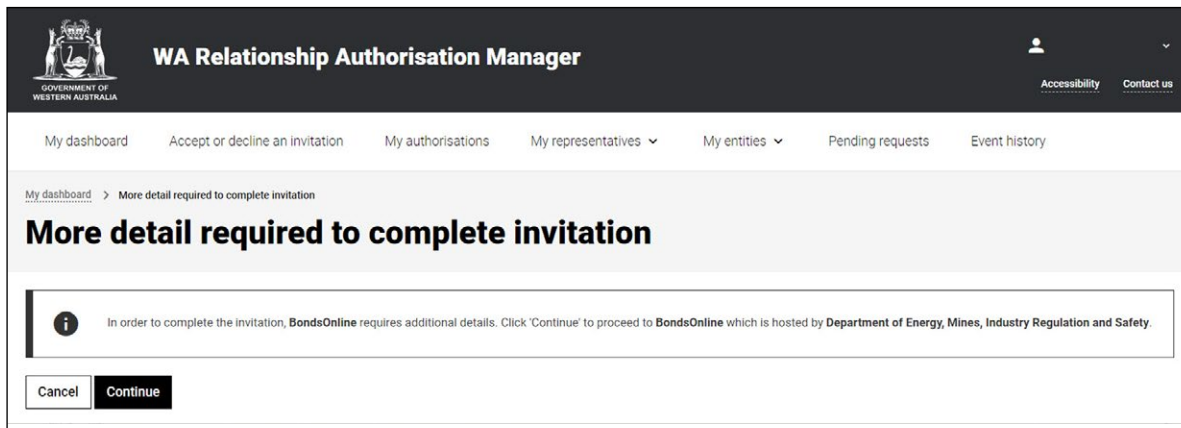 GOVERNMENT OF
WESTERN AUSTRALIA
WA Relationship Authorisation Manager
Accessibility Contact us
My dashboard Accept or decline an invitation My authorisations My representatives My entities Pending requests Event history
My dashboard > More detail required to complete invitation
More detail required to complete invitation
In order to complete the invitation, BondsOnline requires additional details. Click 'Continue' to proceed to BondsOnline which is hosted by Department of Energy, Mines, Industry Regulation and Safety.
Cancel Continue